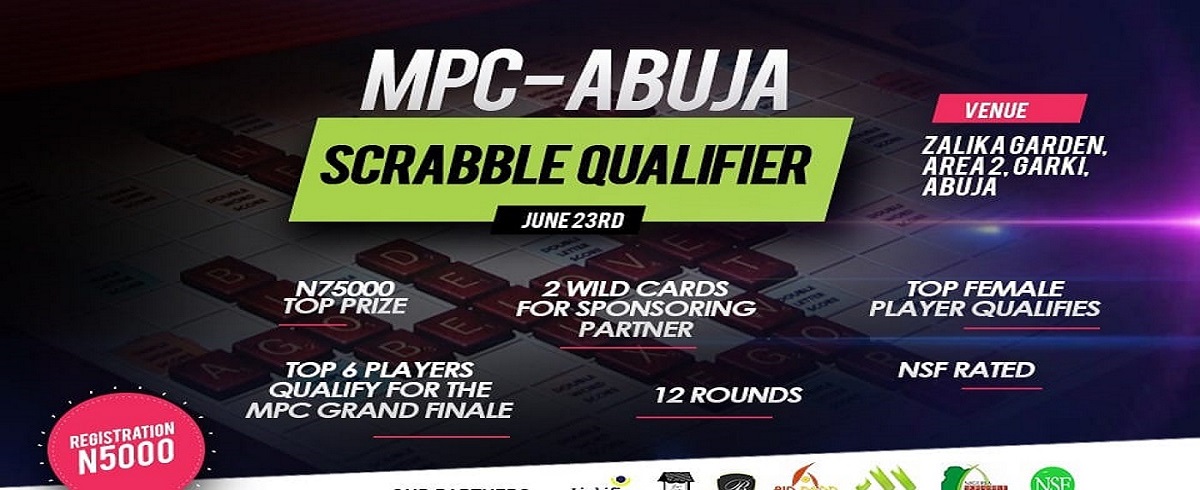 MPC-ABUJA
SCRABBLE QUALIFIER
JUNE 23RD
VENUE
ZALIKA GARDEN,
AREA 2, GARKI,
ABUJA
N75000
TOP PRIZE
2 WILD CARDS
FOR SPONSORING
PARTNER
TOP FEMALE
PLAYER QUALIFIES
TOP 6 PLAYERS
QUALIFY FOR THE
MPC GRAND FINALE
12 ROUNDS
NSF RATED
REGISTRATION
N5000
NSF